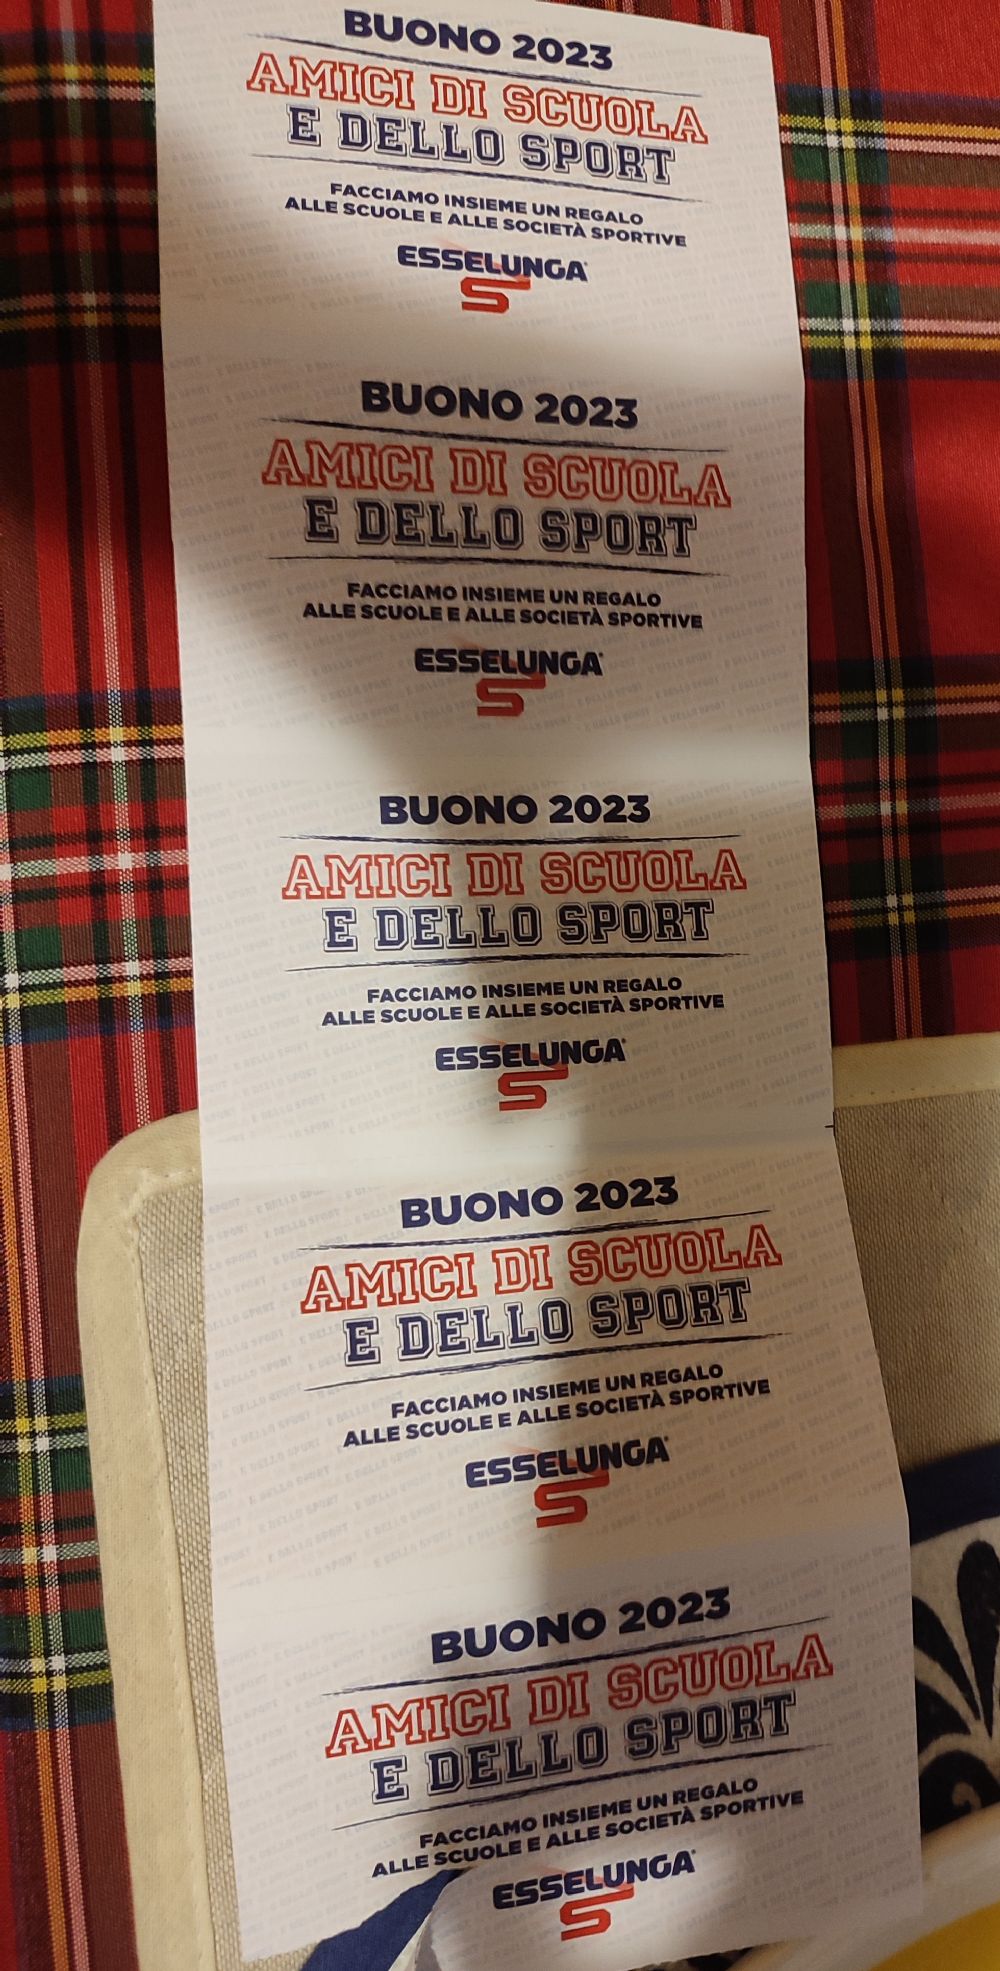 BUONO 2023
AMICI DI SCUOLA
E DELLO SPORT
FACCIAMO INSIEME UN REGALO
ALLE SCUOLE E ALLE SOCIETÀ SPORTIVE
ESSELUNGA
S
BUONO 2023
AMICI DI SCUOLA
E DELLO SPORT
FACCIAMO INSIEME UN REGALO
ALLE SCUOLE E ALLE SOCIETÀ SPORTIVE
ESSELUNGA
S
BUONO 2023
AMICI DI SCUOLA
E DELLO SPORT
FACCIAMO INSIEME UN REGALO
ALLE SCUOLE E ALLE SOCIETÀ SPORTIVE
ESSELUNGA
S
BUONO 2023
AMICI DI SCUOLA
E DELLO SPORT
FACCIAMO INSIEME UN REGALO
ALLE SCUOLE E ALLE SOCIETÀ SPORTIVE
ESSELUNGA
S
BUONO 2023
AMICI DI SCUOLA
E DELLO SPORT
FACCIAMO INSIEME UN REGALO
ALLE SCUOLE E ALLE SOCIETÀ SPORTIVE
ESSELUNGA
S